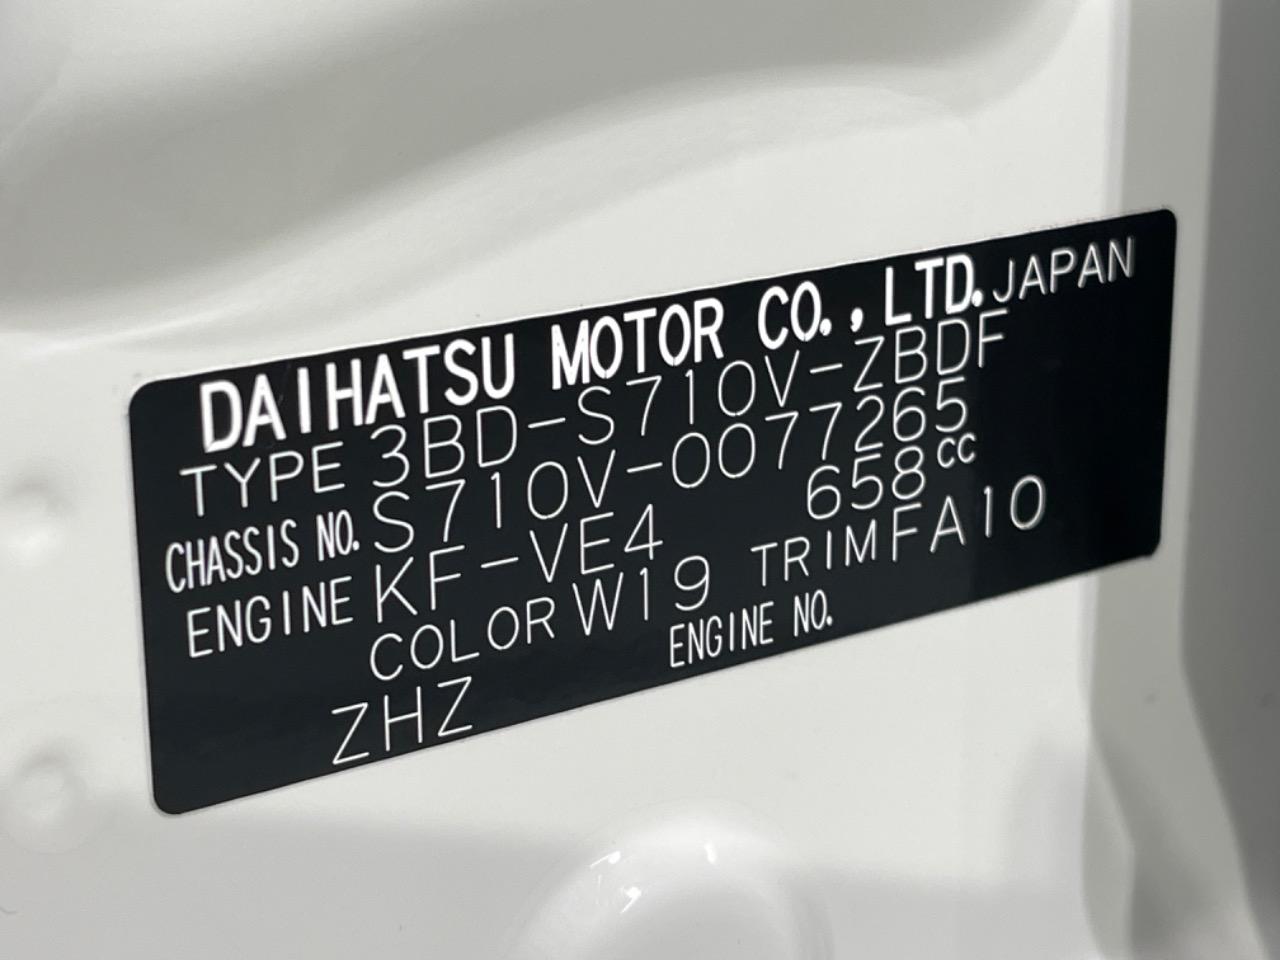 DAIHATSU MOTOR CO.,LTD. JAPAN
TYPE 3BD-S710V-ZBDF
CHASSIS NO. S710V-0077265
ENGINE KF-VE4 658cc
COLOR W19 TRIM FA10
ZHZ ENGINE NO.